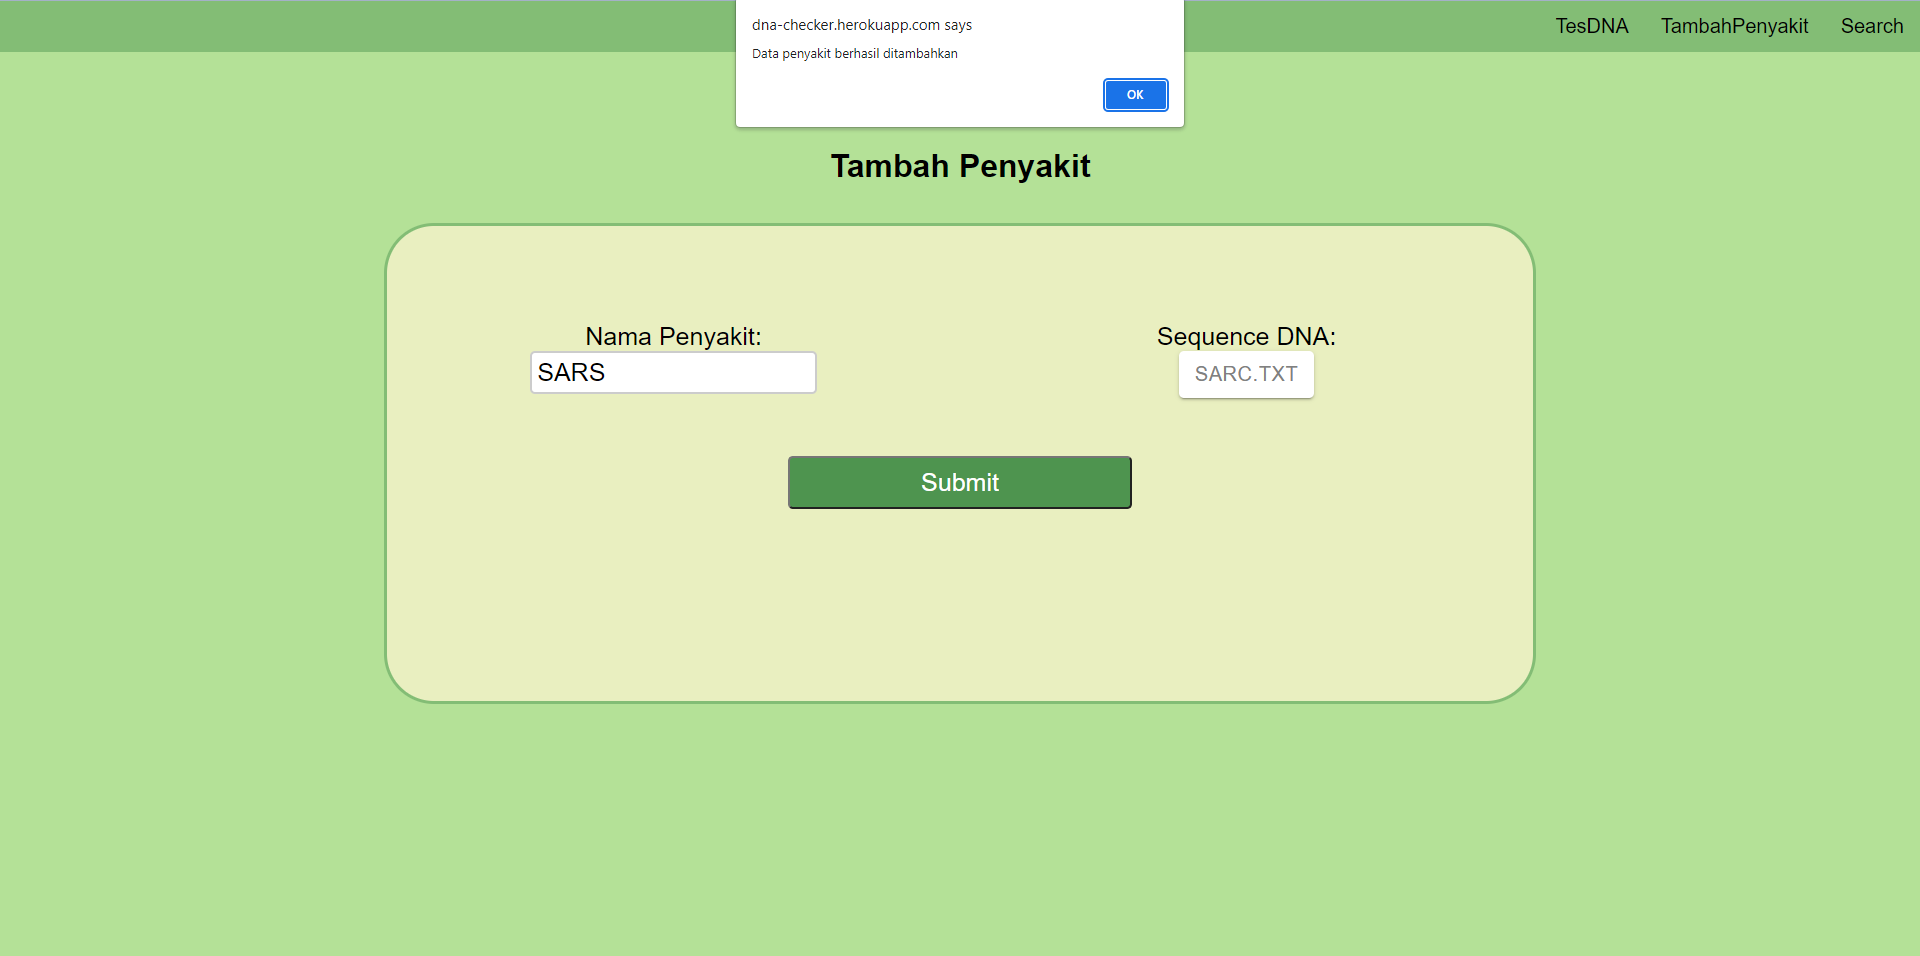 TesDNA TambahPenyakit Search
dna-checker.herokuapp.com says
Data penyakit berhasil ditambahkan
OK
Tambah Penyakit
Nama Penyakit:
SARS
Sequence DNA:
SARC.TXT
Submit